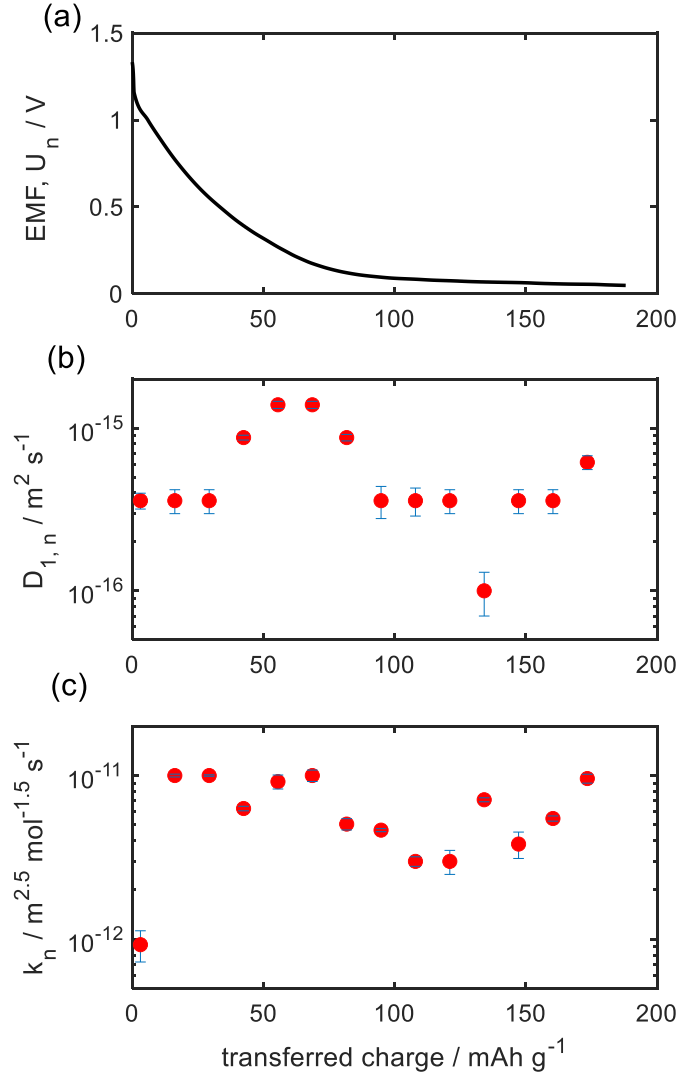 (a)
1.5
1
0.5
0
EMF, U_n / V
0 50 100 150 200
(b)
10^-15
10^-16
D_1, n / m^2 s^-1
0 50 100 150 200
(c)
10^-11
10^-12
k_n / m^2.5 mol^-1.5 s^-1
0 50 100 150 200
transferred charge / mAh g^-1